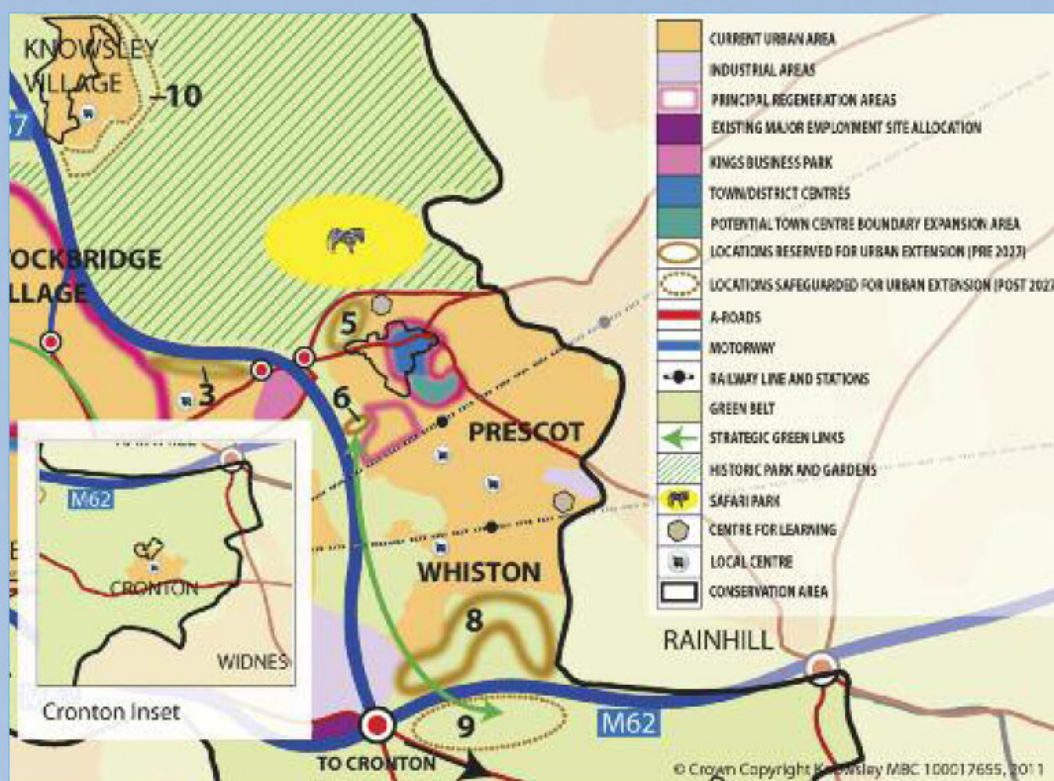 KNOWSLEY
VILLAGE
10
OCKBRIDGE
LLAGE
5
3
6
PRESCOT
WHISTON
8
RAINHILL
9
M62
TO CRONTON
M62
CRONTON
WIDNES
Cronton Inset
CURRENT URBAN AREA
INDUSTRIAL AREAS
PRINCIPAL REGENERATION AREAS
EXISTING MAJOR EMPLOYMENT SITE ALLOCATION
KINGS BUSINESS PARK
TOWN/DISTRICT CENTRES
POTENTIAL TOWN CENTRE BOUNDARY EXPANSION AREA
LOCATIONS RESERVED FOR URBAN EXTENSION (PRE 2027)
LOCATIONS SAFEGUARDED FOR URBAN EXTENSION (POST 2027
A-ROADS
MOTORWAY
RAILWAY LINE AND STATIONS
GREEN BELT
STRATEGIC GREEN LINKS
HISTORIC PARK AND GARDENS
SAFARI PARK
CENTRE FOR LEARNING
LOCAL CENTRE
CONSERVATION AREA
© Crown Copyright Knowsley MBC 100017655, 2011